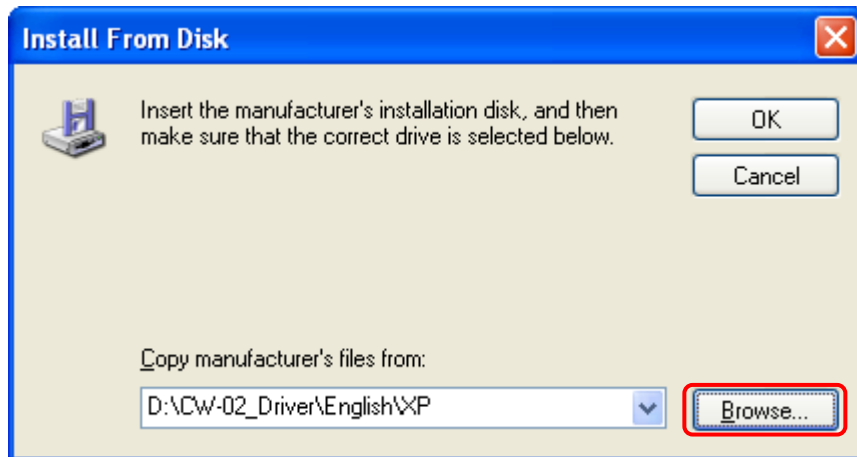 Install From Disk
Insert the manufacturer's installation disk, and then
make sure that the correct drive is selected below.
OK
Cancel
Copy manufacturer's files from:
D:\CW-02_Driver\English\XP
Browse...